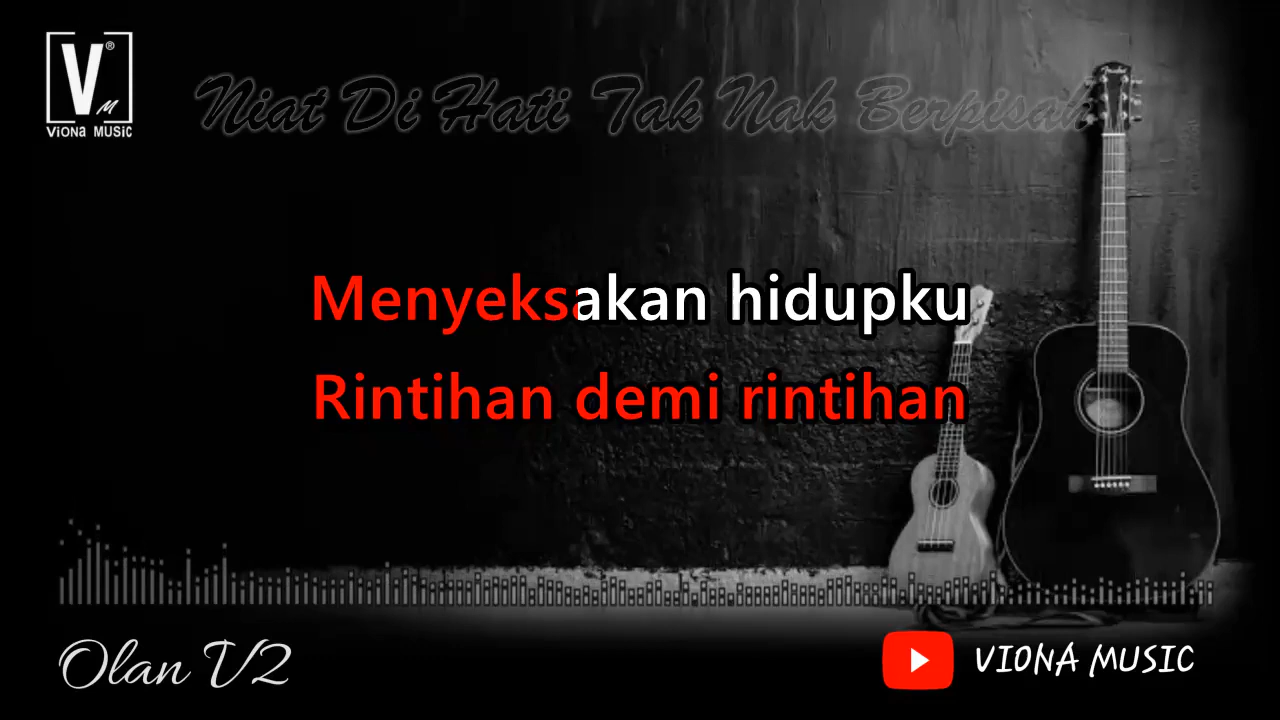 V® M
ViONa MUSiC
Niat Di Hati Tak Nak Berpisah
Menyeksakan hidupku
Rintihan demi rintihan
Olan V2
VIONA MUSIC